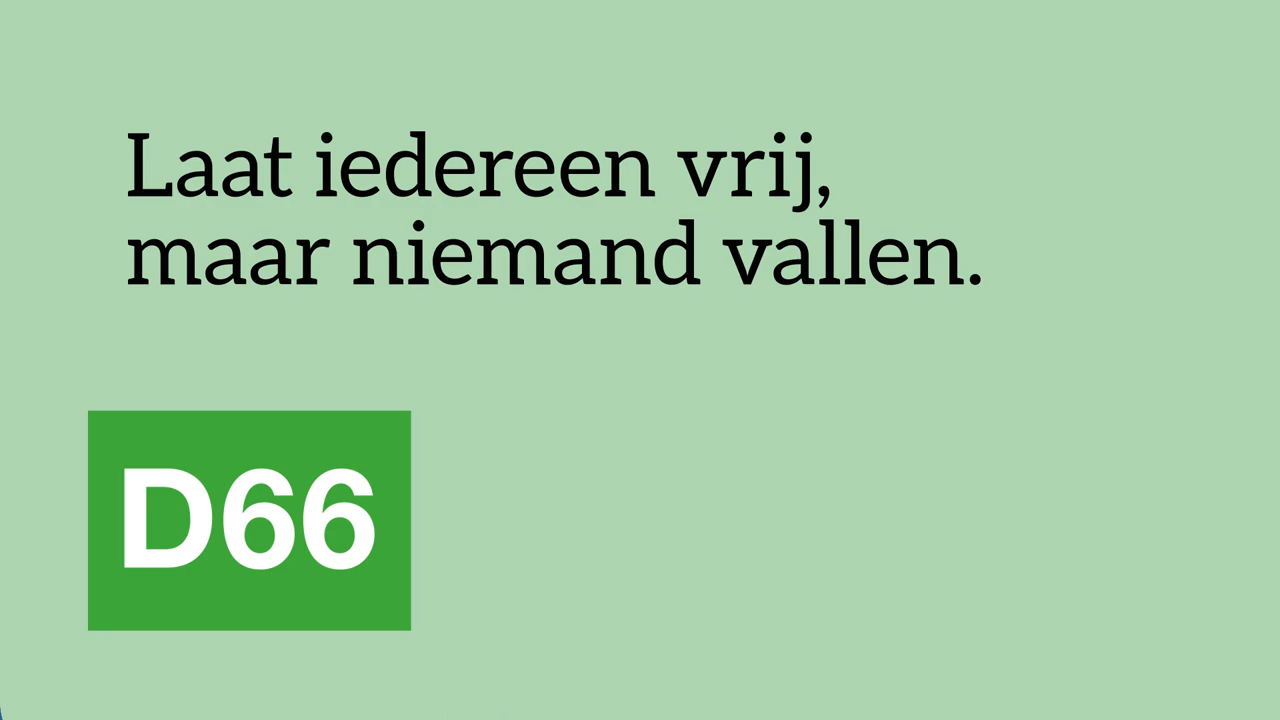 Laat iedereen vrij,
maar niemand vallen.
D66